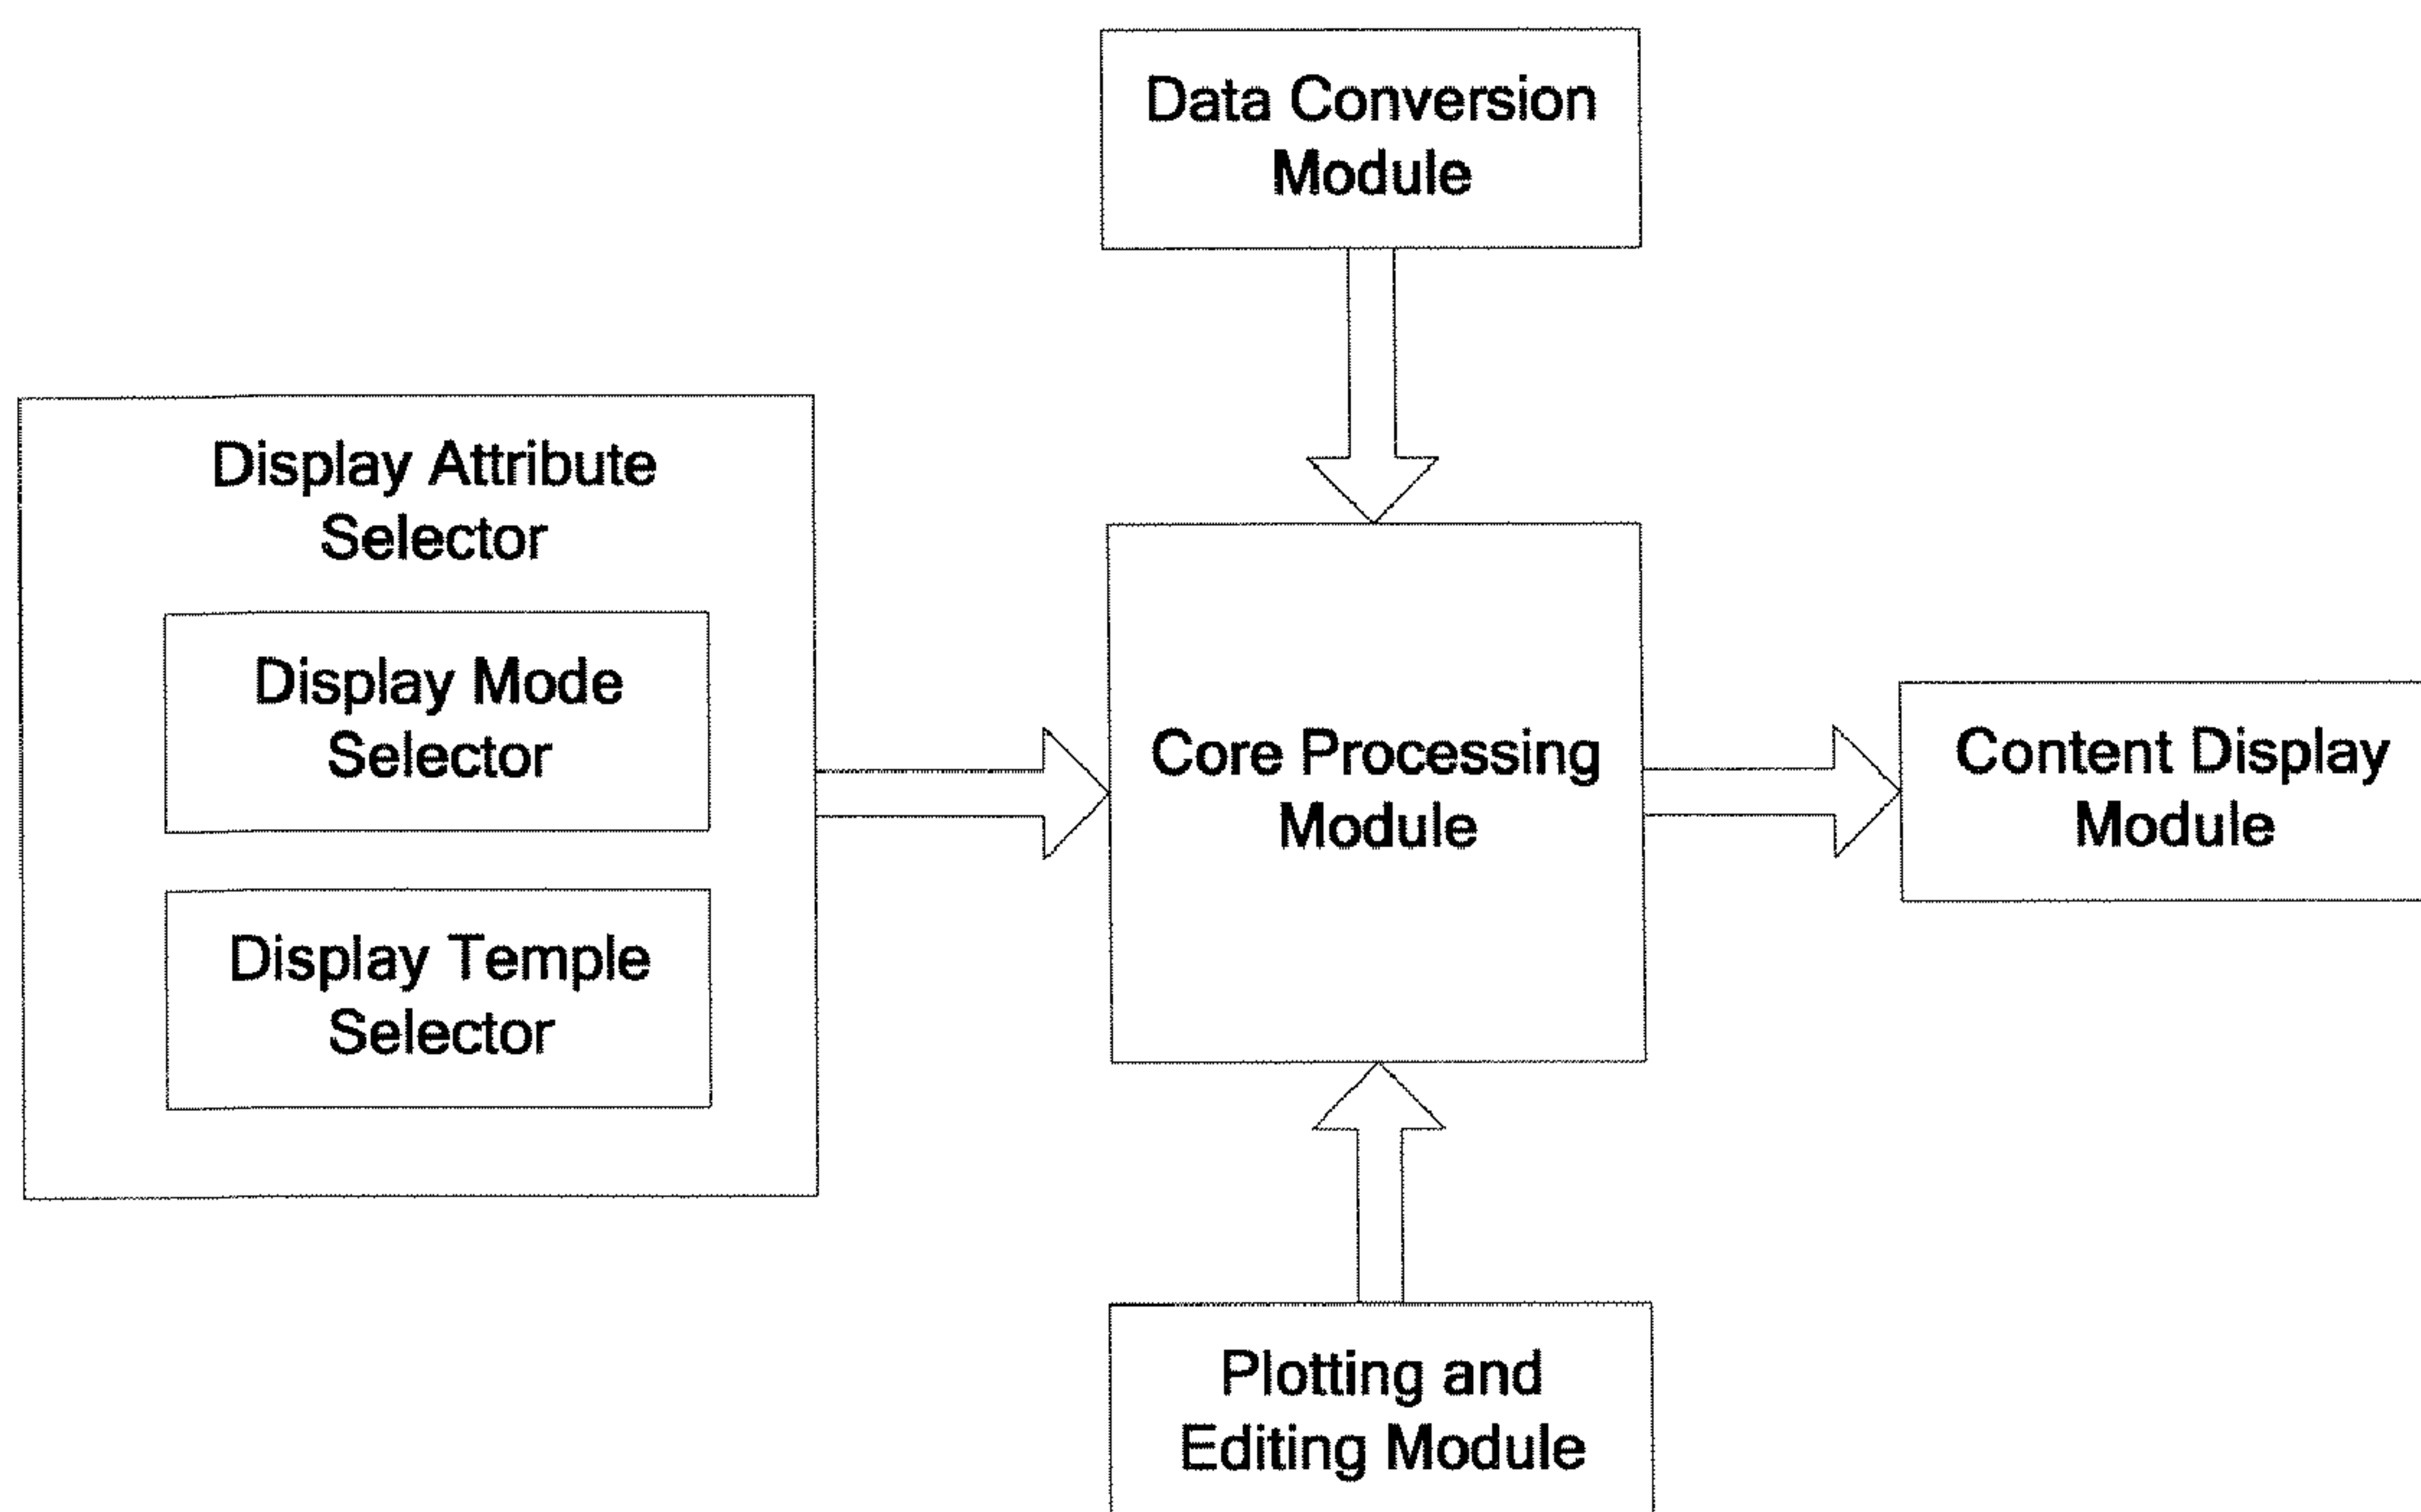 Data Conversion
Module
Display Attribute
Selector
Display Mode
Selector
Display Temple
Selector
Core Processing
Module
Content Display
Module
Plotting and
Editing Module